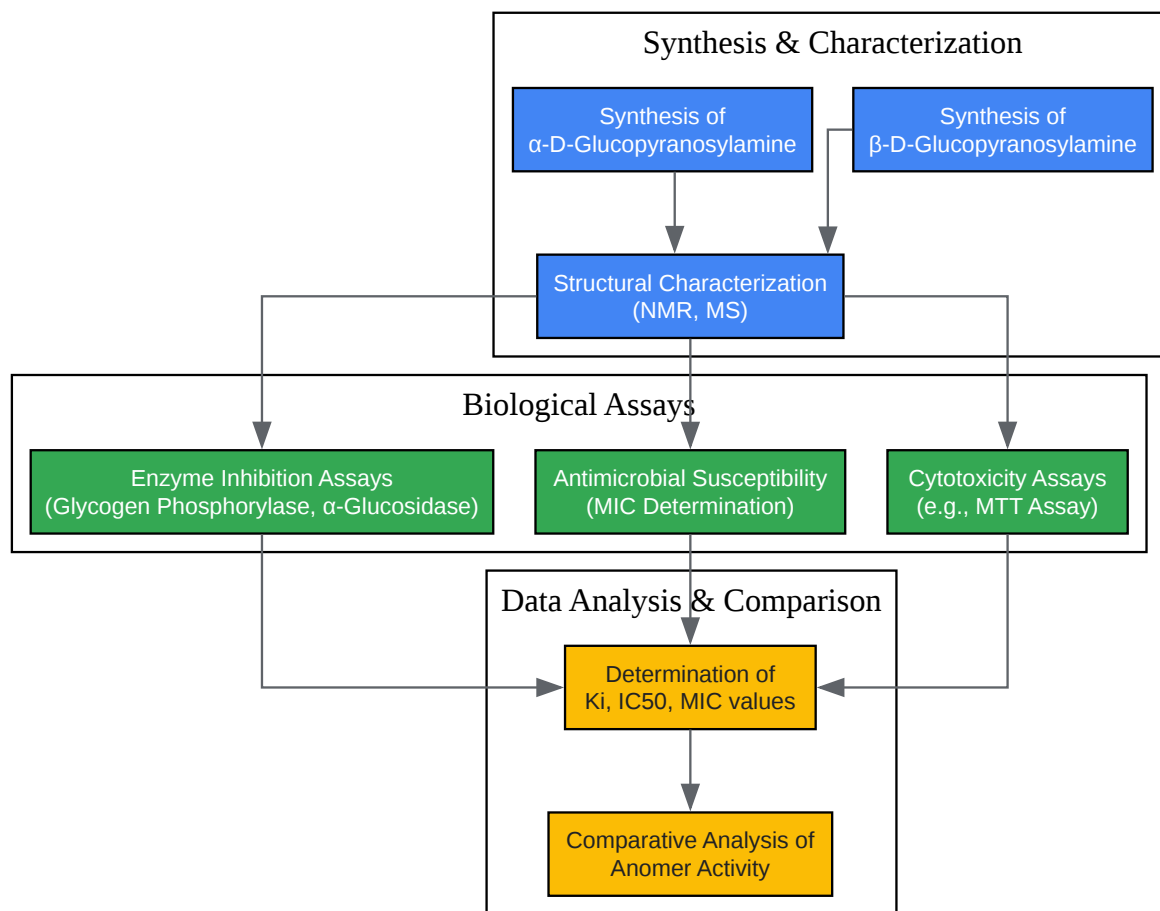 Synthesis & Characterization
Synthesis of
α-D-Glucopyranosylamine
Synthesis of
β-D-Glucopyranosylamine
Structural Characterization
(NMR, MS)
Biological Assays
Enzyme Inhibition Assays
(Glycogen Phosphorylase, α-Glucosidase)
Antimicrobial Susceptibility
(MIC Determination)
Cytotoxicity Assays
(e.g., MTT Assay)
Data Analysis & Comparison
Determination of
Ki, IC50, MIC values
Comparative Analysis of
Anomer Activity